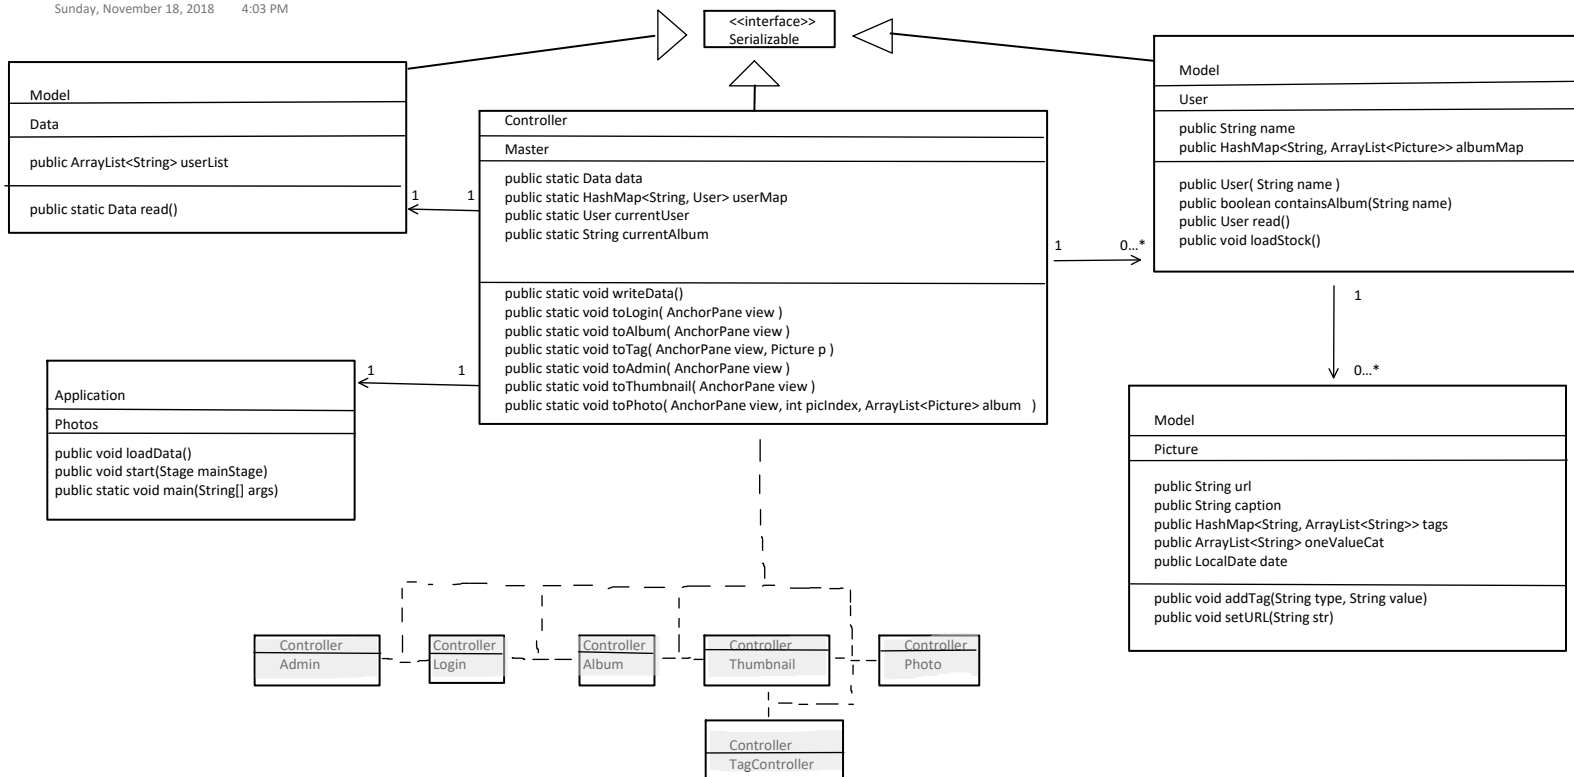 Sunday, November 18, 2018 4:03 PM
<<interface>>
Serializable
Model
Data
public ArrayList<String> userList
public static Data read()
Controller
Master
public static Data data
public static HashMap<String, User> userMap
public static User currentUser
public static String currentAlbum
public static void writeData()
public static void toLogin( AnchorPane view )
public static void toAlbum( AnchorPane view )
public static void toTag( AnchorPane view, Picture p )
public static void toAdmin( AnchorPane view )
public static void toThumbnail( AnchorPane view )
public static void toPhoto( AnchorPane view, int picIndex, ArrayList<Picture> album )
Model
User
public String name
public HashMap<String, ArrayList<Picture>> albumMap
public User( String name )
public boolean containsAlbum(String name)
public User read()
public void loadStock()
1 1
1 0...*
1
0...*
1 1
Application
Photos
public void loadData()
public void start(Stage mainStage)
public static void main(String[] args)
Model
Picture
public String url
public String caption
public HashMap<String, ArrayList<String>> tags
public ArrayList<String> oneValueCat
public LocalDate date
public void addTag(String type, String value)
public void setURL(String str)
Controller
Admin
Controller
Login
Controller
Album
Controller
Thumbnail
Controller
Photo
Controller
TagController